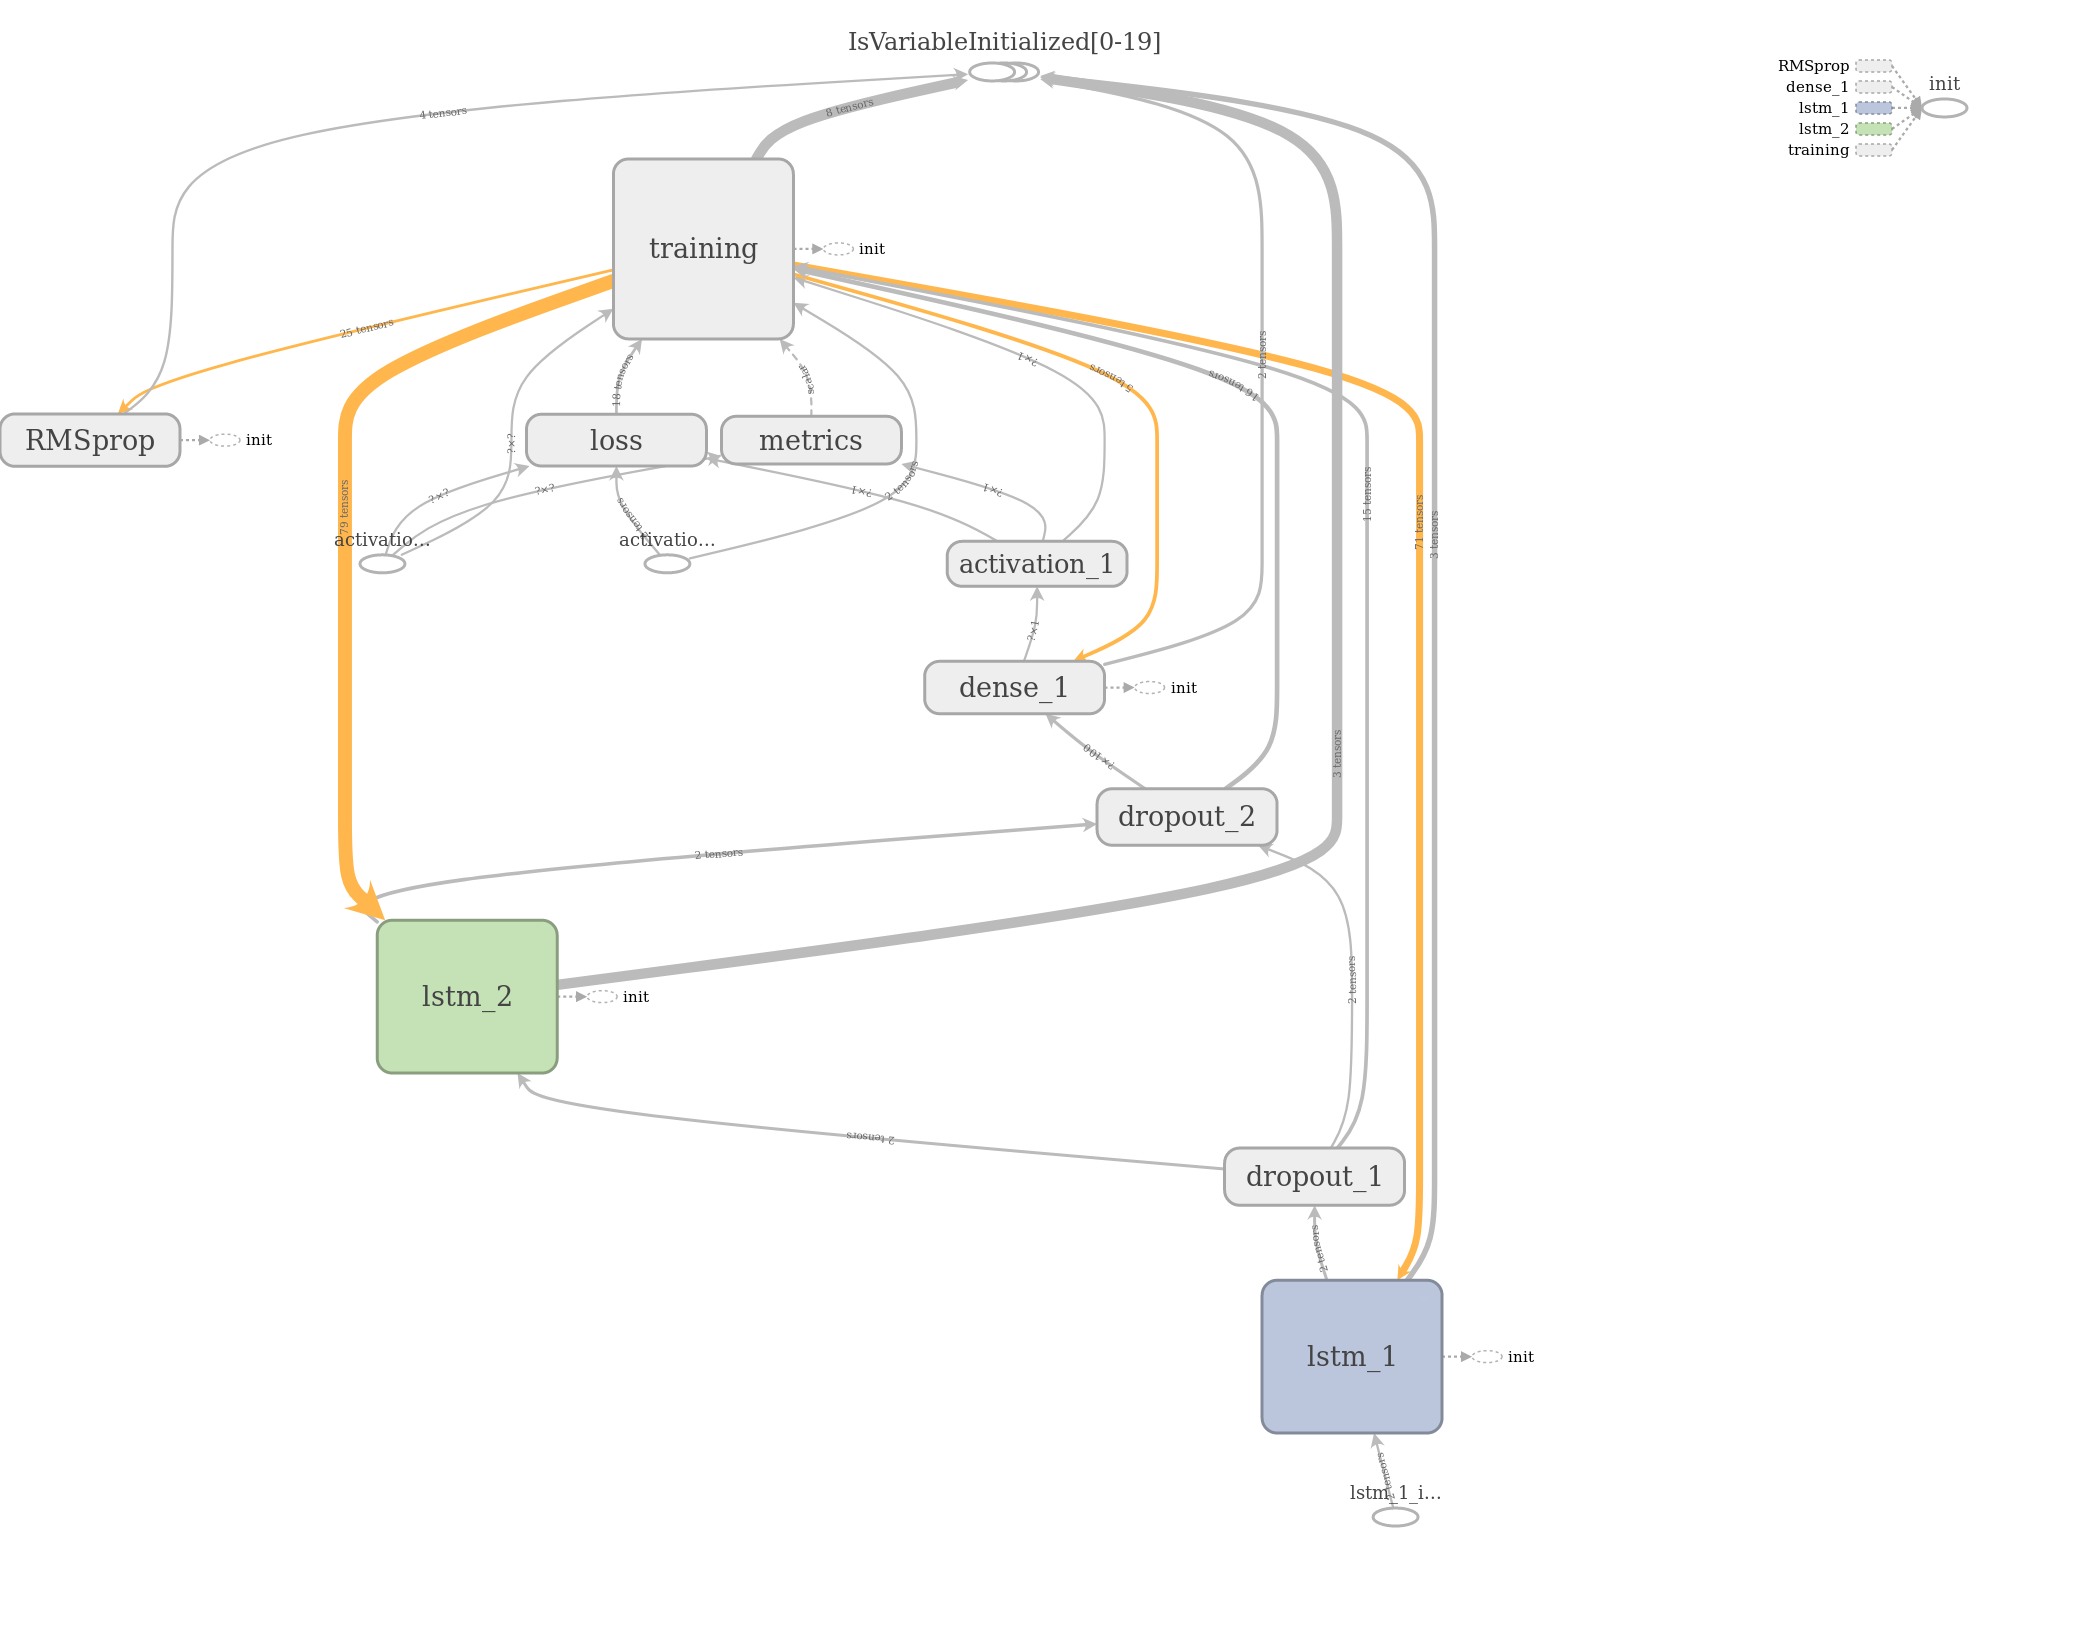 IsVariableInitialized[0-19]
RMSprop
dense_1
lstm_1
lstm_2
training
init
4 tensors
8 tensors
training
init
25 tensors
18 tensors
scalar
?×1
5 tensors
16 tensors
2 tensors
RMSprop
init
loss
metrics
?×?
?×?
?×?
?×1
2 tensors
?×1
79 tensors
tensors
15 tensors
71 tensors
3 tensors
activatio...
activatio...
activation_1
?×1
dense_1
init
?×100
3 tensors
dropout_2
2 tensors
lstm_2
init
2 tensors
2 tensors
dropout_1
2 tensors
lstm_1
init
2 tensors
lstm_1_i...